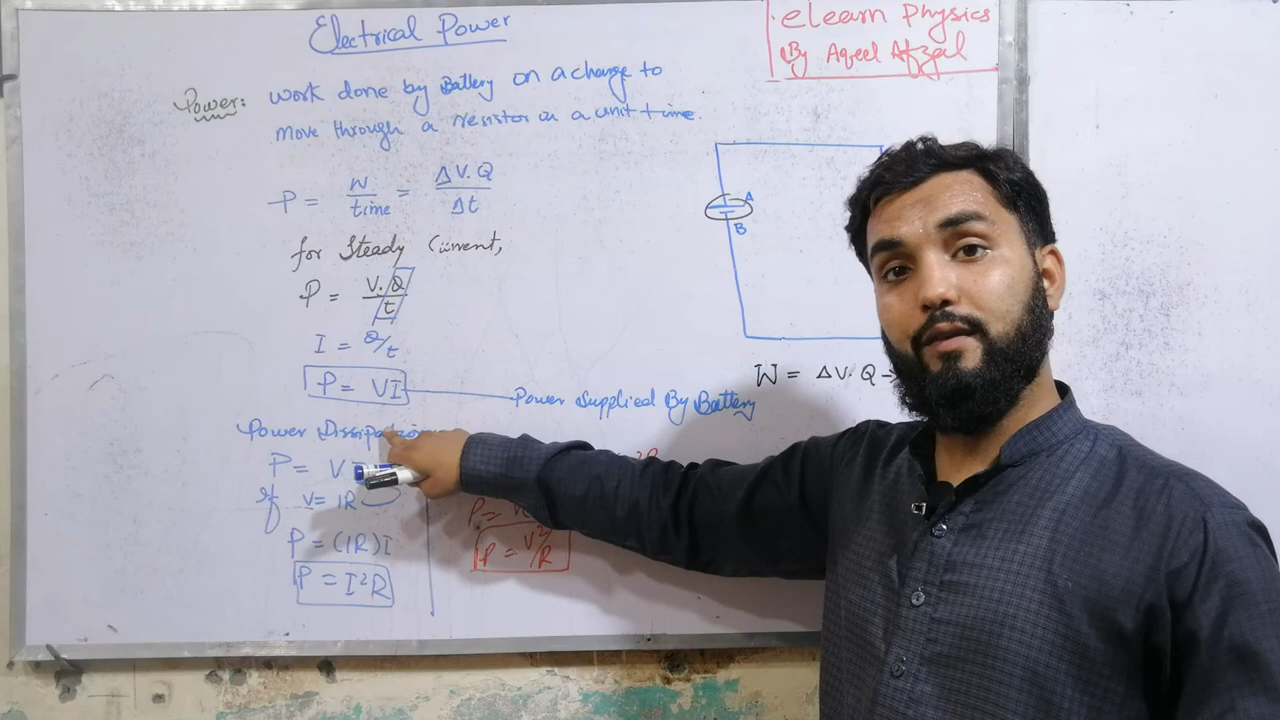 Electrical Power
eLearn Physics
By Aqeel Afzal
Power: work done by Battery on a charge to
move through a resistor in a unit time.
P = W/time = ΔV.Q/Δt
for Steady Current,
P = V.Q/t
I = Q/t
P = VI
Power Supplied By Battery
A
B
W = ΔV.Q →
Power Dissipation
P = VI
if V = IR
P = (IR)I
P = I²R
P = V
P = V²/R